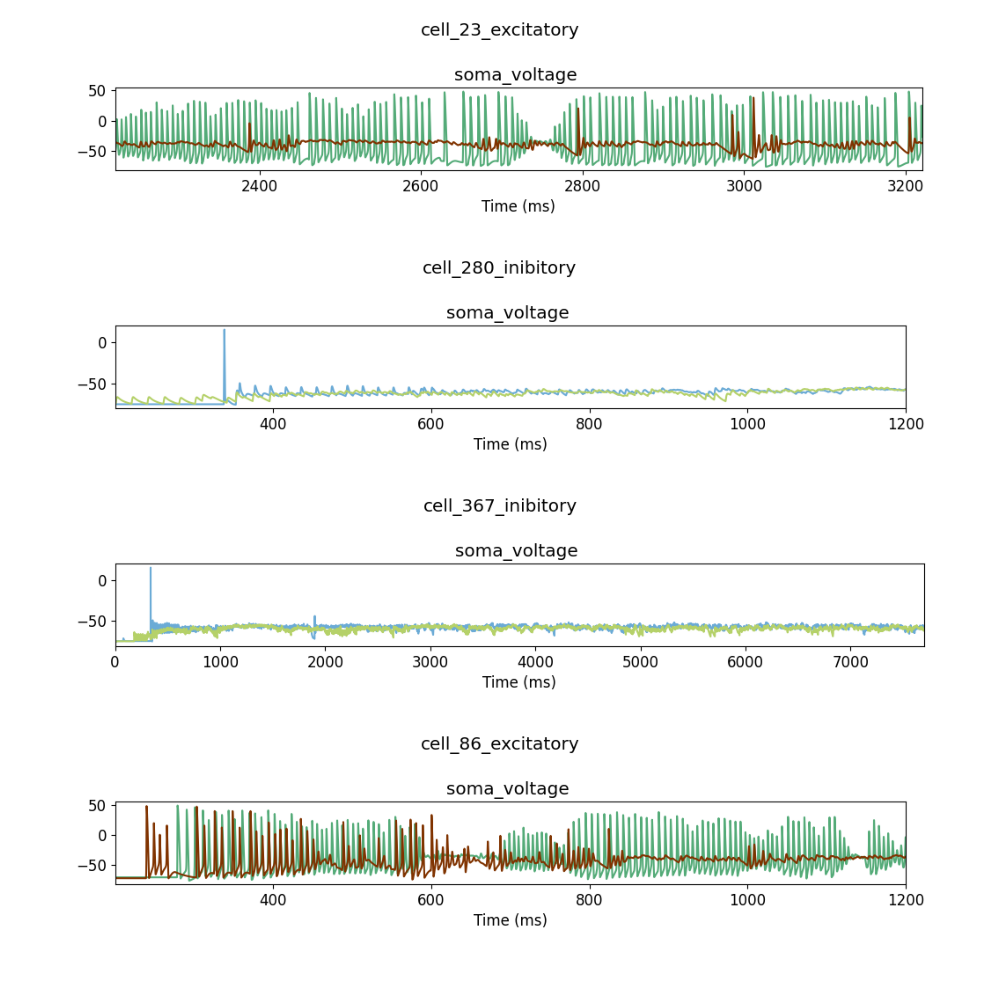 cell_23_excitatory
soma_voltage
50
0
−50
2400 2600 2800 3000 3200
Time (ms)
cell_280_inibitory
soma_voltage
0
−50
400 600 800 1000 1200
Time (ms)
cell_367_inibitory
soma_voltage
0
−50
0 1000 2000 3000 4000 5000 6000 7000
Time (ms)
cell_86_excitatory
soma_voltage
50
0
−50
400 600 800 1000 1200
Time (ms)